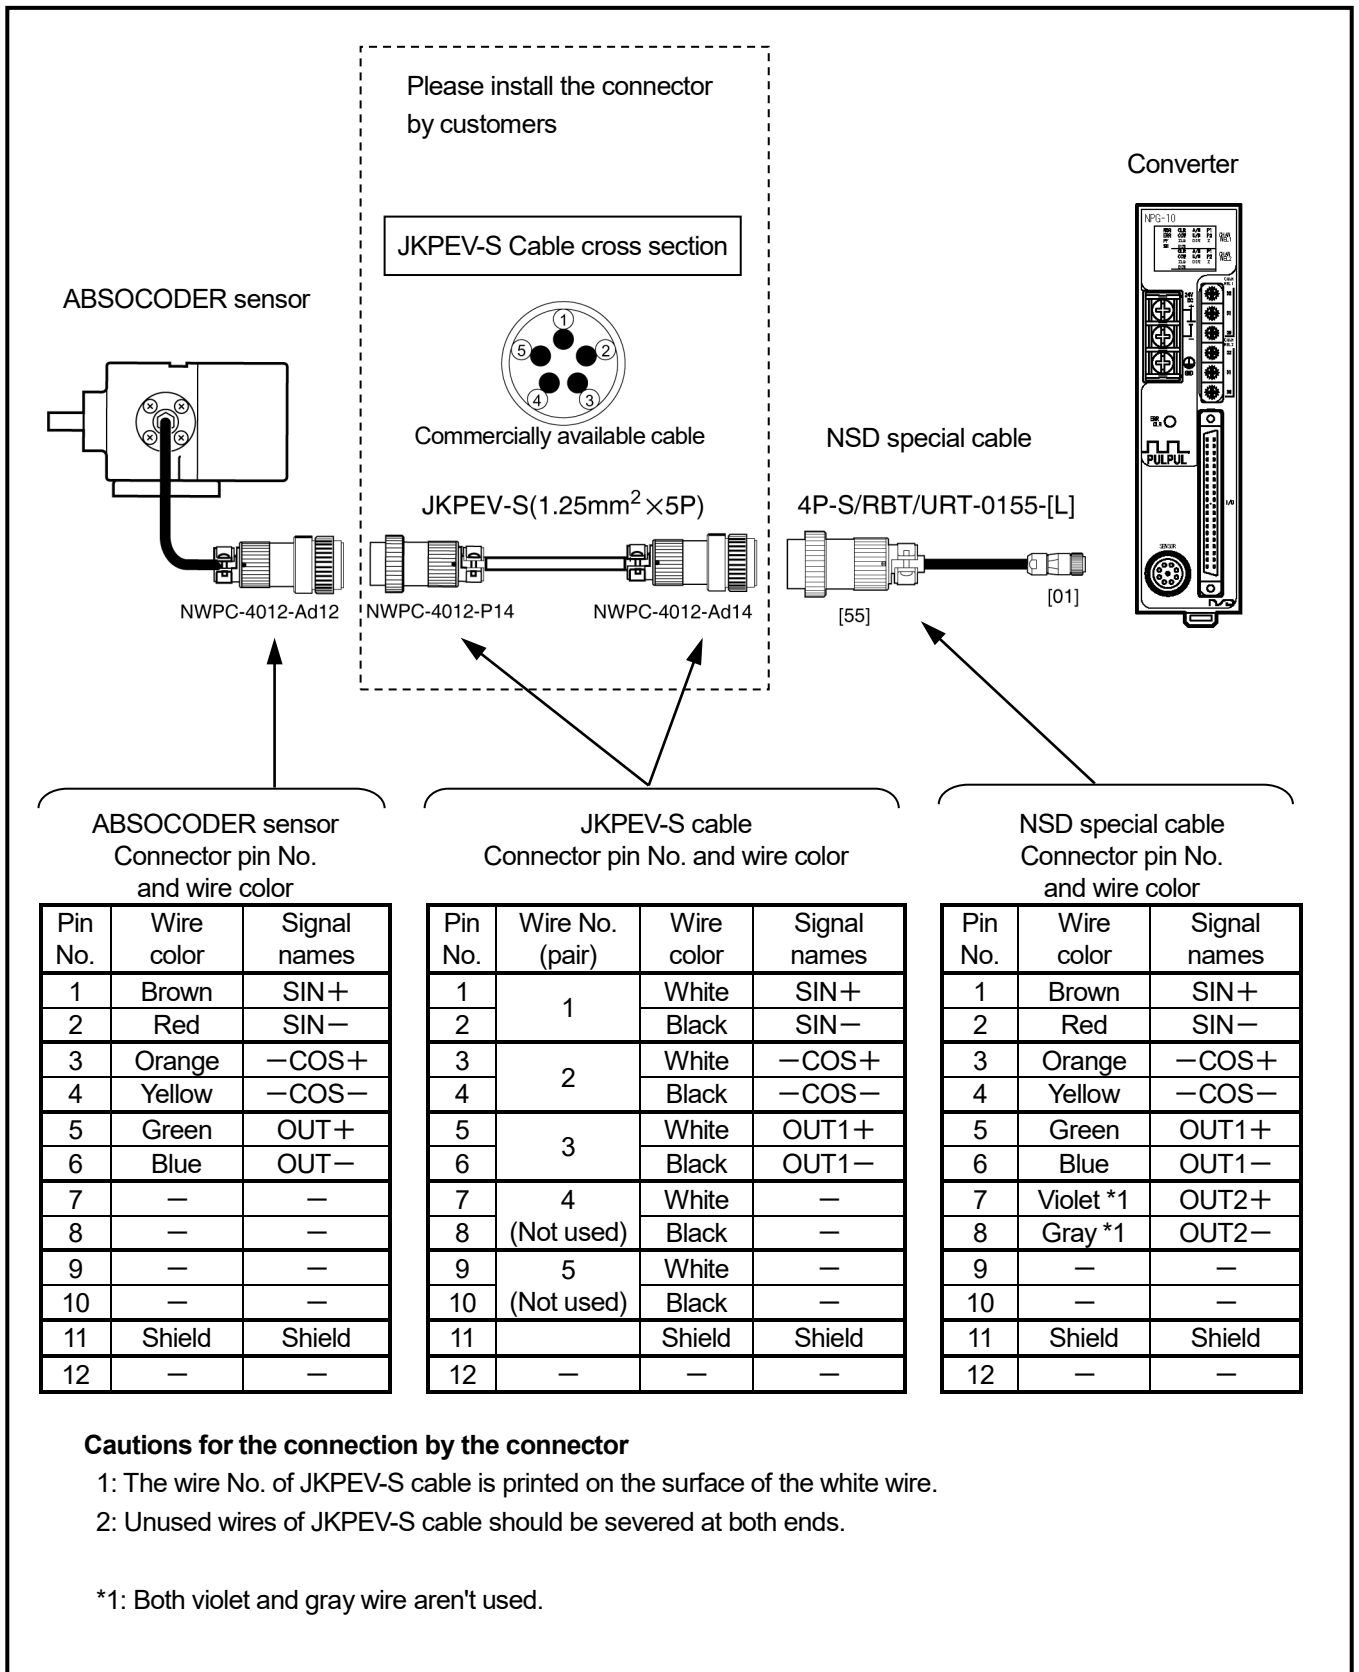 Please install the connector
by customers
Converter
JKPEV-S Cable cross section
ABSOCODER sensor
1
5
2
4
3
Commercially available cable
NSD special cable
JKPEV-S(1.25mm²×5P)
4P-S/RBT/URT-0155-[L]
NPG-10
PULPUL
SENSOR
I/O
NWPC-4012-Ad12
NWPC-4012-P14
NWPC-4012-Ad14
[55]
[01]
ABSOCODER sensor
Connector pin No.
and wire color
Pin No. Wire color Signal names
1 Brown SIN+
2 Red SIN−
3 Orange −COS+
4 Yellow −COS−
5 Green OUT+
6 Blue OUT−
7 − −
8 − −
9 − −
10 − −
11 Shield Shield
12 − −
JKPEV-S cable
Connector pin No. and wire color
Pin No. Wire No. (pair) Wire color Signal names
1 1 White SIN+
2 Black SIN−
3 2 White −COS+
4 Black −COS−
5 3 White OUT1+
6 Black OUT1−
7 4 White −
8 (Not used) Black −
9 5 White −
10 (Not used) Black −
11 Shield Shield
12 − − −
NSD special cable
Connector pin No.
and wire color
Pin No. Wire color Signal names
1 Brown SIN+
2 Red SIN−
3 Orange −COS+
4 Yellow −COS−
5 Green OUT1+
6 Blue OUT1−
7 Violet *1 OUT2+
8 Gray *1 OUT2−
9 − −
10 − −
11 Shield Shield
12 − −
Cautions for the connection by the connector
1: The wire No. of JKPEV-S cable is printed on the surface of the white wire.
2: Unused wires of JKPEV-S cable should be severed at both ends.
*1: Both violet and gray wire aren't used.